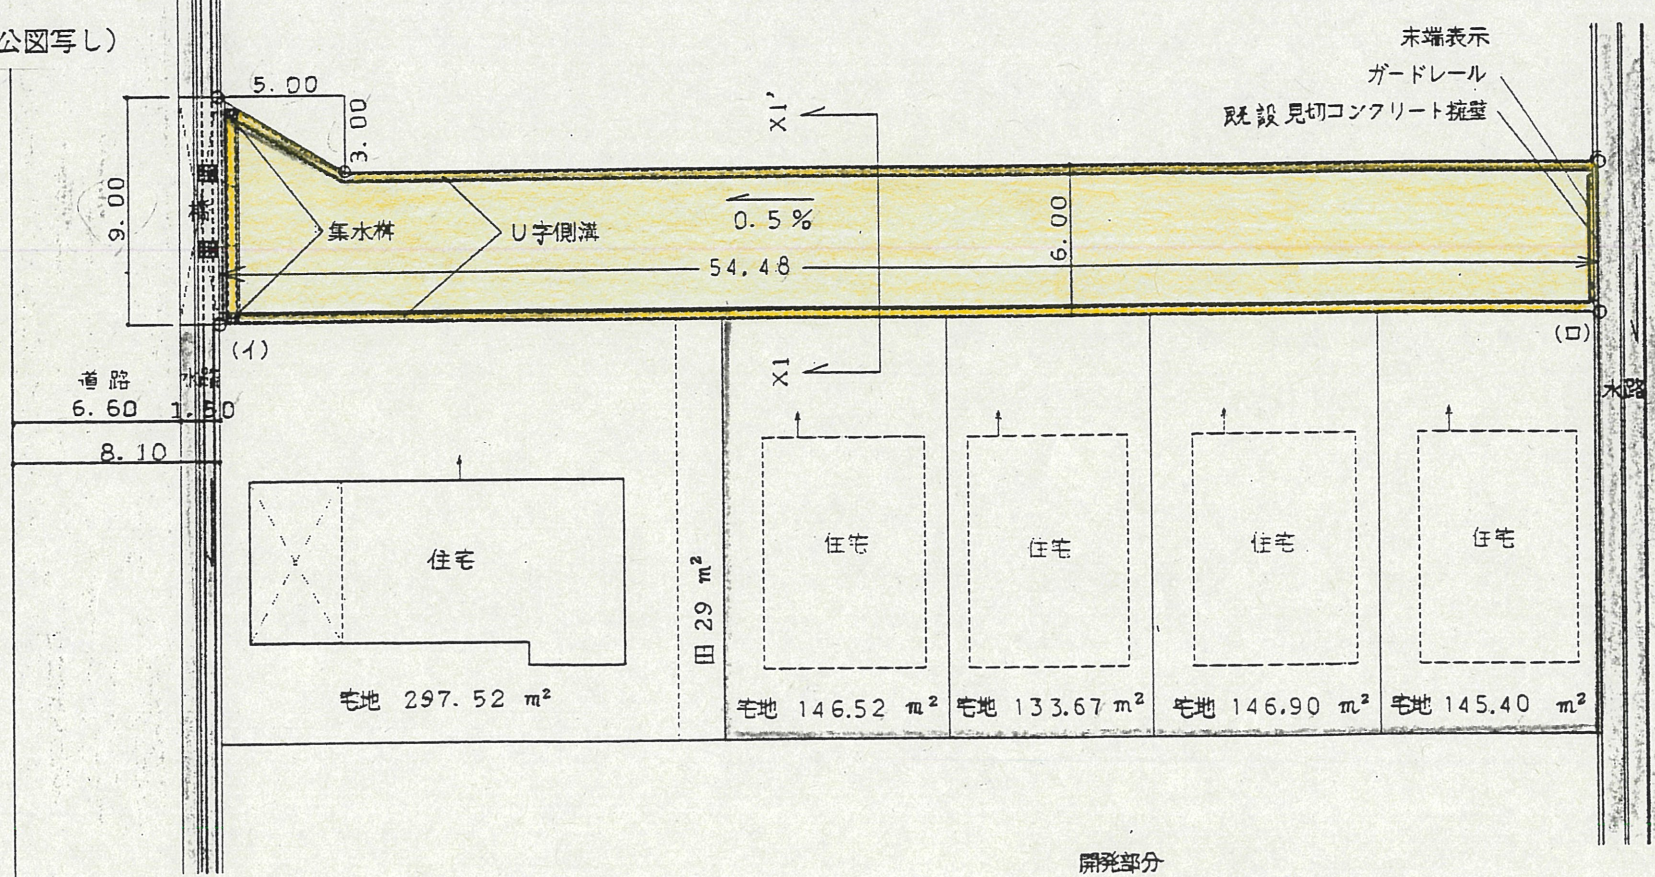 公図写し)
末端表示
ガードレール
既設見切コンクリート擁壁
5.00
3.00
X1'
9.00
集水桝
U字側溝
0.5%
6.00
54.48
(イ)
(ロ)
道路
水路
6.60
1.50
8.10
X1
水路
住宅
住宅
住宅
住宅
住宅
田 29 m²
宅地 297.52 m²
宅地 146.52 m²
宅地 133.67 m²
宅地 146.90 m²
宅地 145.40 m²
開発部分